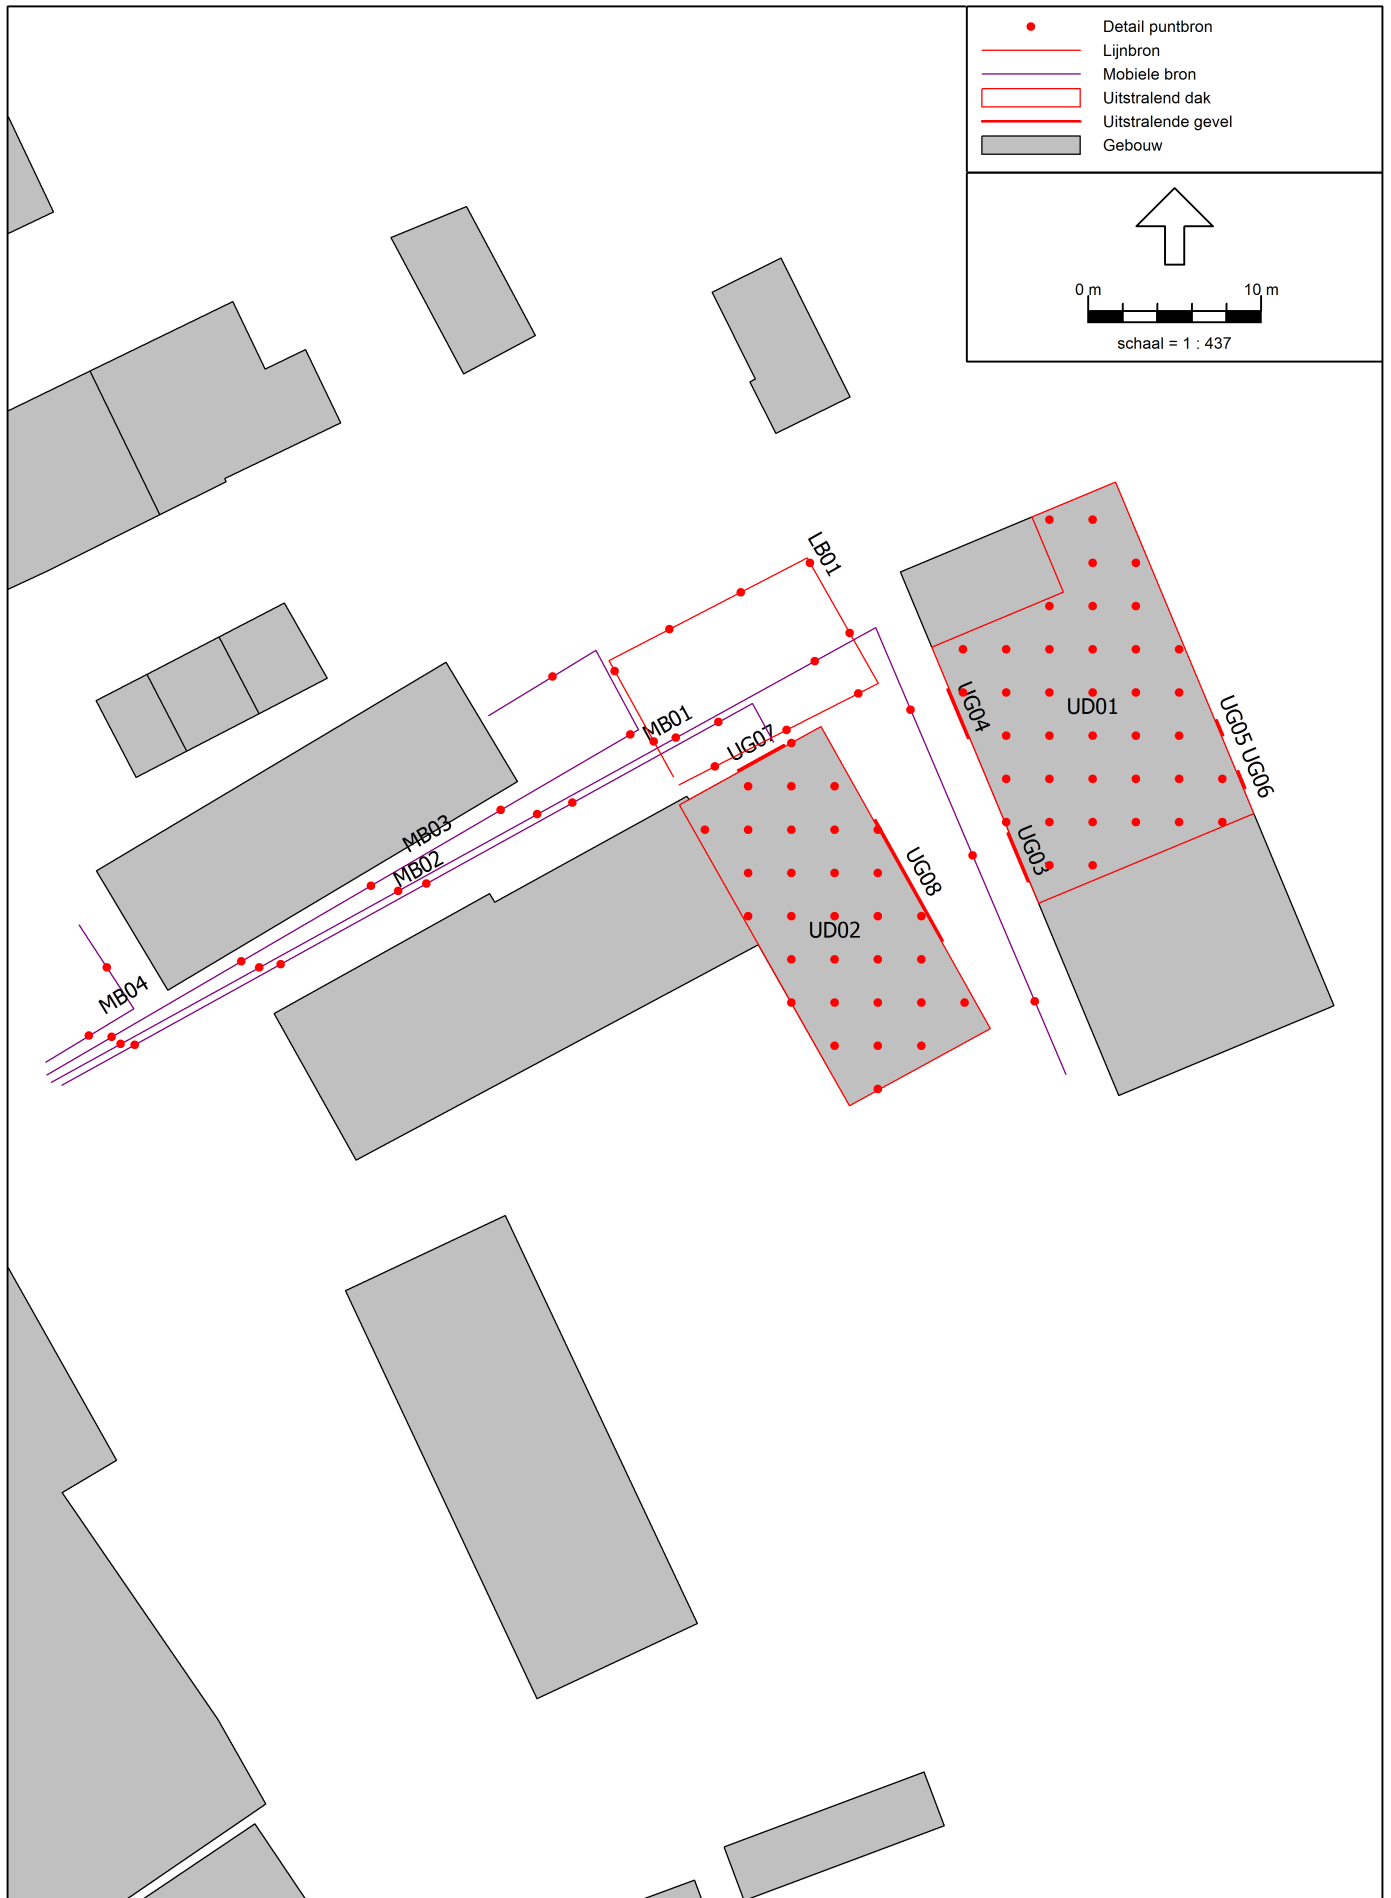 Detail puntbron
Lijnbron
Mobiele bron
Uitstralend dak
Uitstralende gevel
Gebouw
0 m
10 m
schaal = 1 : 437
LB01
UG04
UD01
UG05
MB01
UG07
UG06
MB03
UG03
MB02
UG08
UD02
MB04